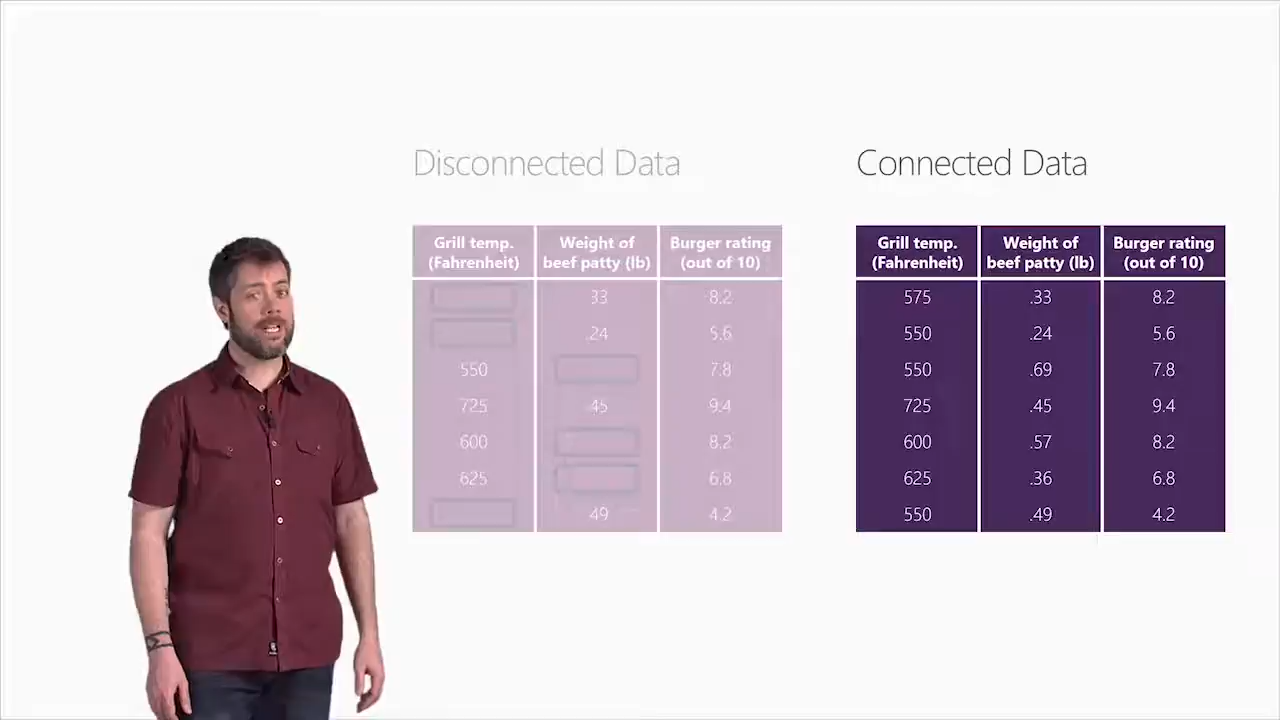 Disconnected Data
Grill temp. (Fahrenheit) Weight of beef patty (lb) Burger rating (out of 10)
.33 8.2
.24 5.6
550 7.8
725 .45 9.4
600 8.2
625 6.8
.49 4.2
Connected Data
Grill temp. (Fahrenheit) Weight of beef patty (lb) Burger rating (out of 10)
575 .33 8.2
550 .24 5.6
550 .69 7.8
725 .45 9.4
600 .57 8.2
625 .36 6.8
550 .49 4.2